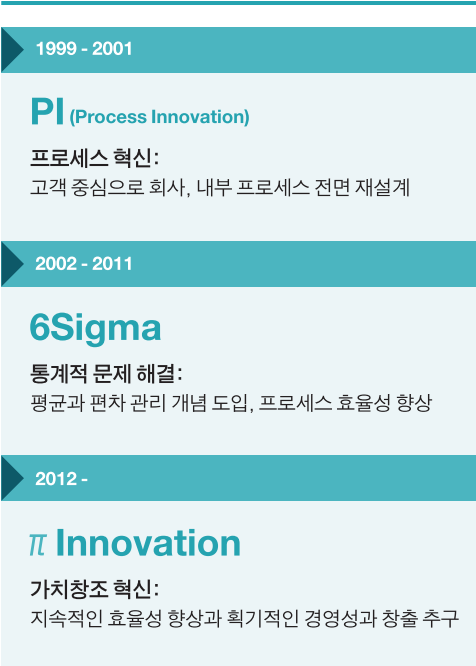 1999 - 2001
PI (Process Innovation)
프로세스 혁신:
고객 중심으로 회사, 내부 프로세스 전면 재설계
2002 - 2011
6Sigma
통계적 문제 해결:
평균과 편차 관리 개념 도입, 프로세스 효율성 향상
2012 -
π Innovation
가치창조 혁신:
지속적인 효율성 향상과 획기적인 경영성과 창출 추구